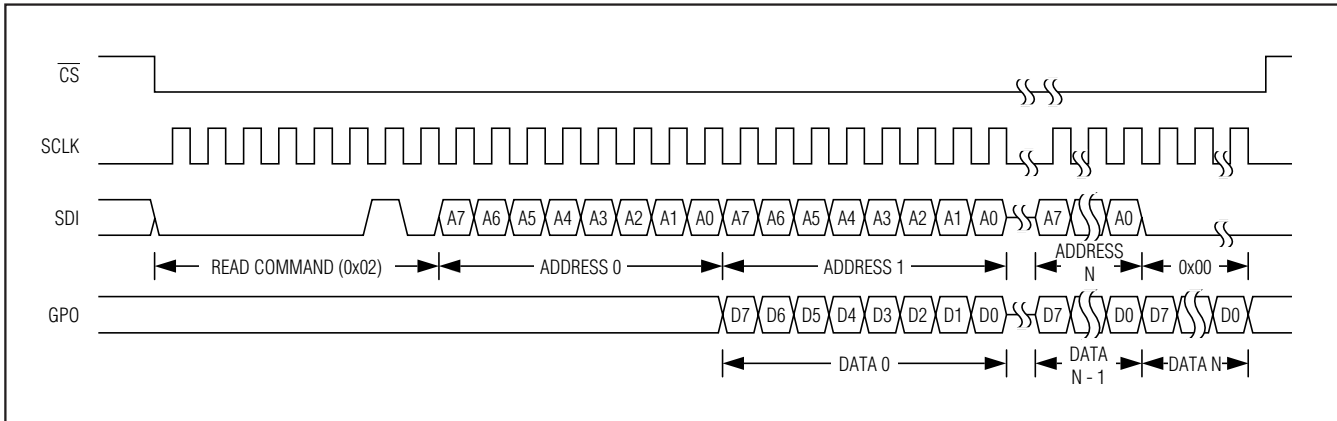 CS
SCLK
SDI A7 A6 A5 A4 A3 A2 A1 A0 A7 A6 A5 A4 A3 A2 A1 A0 A7 A0
READ COMMAND (0x02) ADDRESS 0 ADDRESS 1 ADDRESS N 0x00
GPO D7 D6 D5 D4 D3 D2 D1 D0 D7 D0 D7 D0
DATA 0 DATA N - 1 DATA N